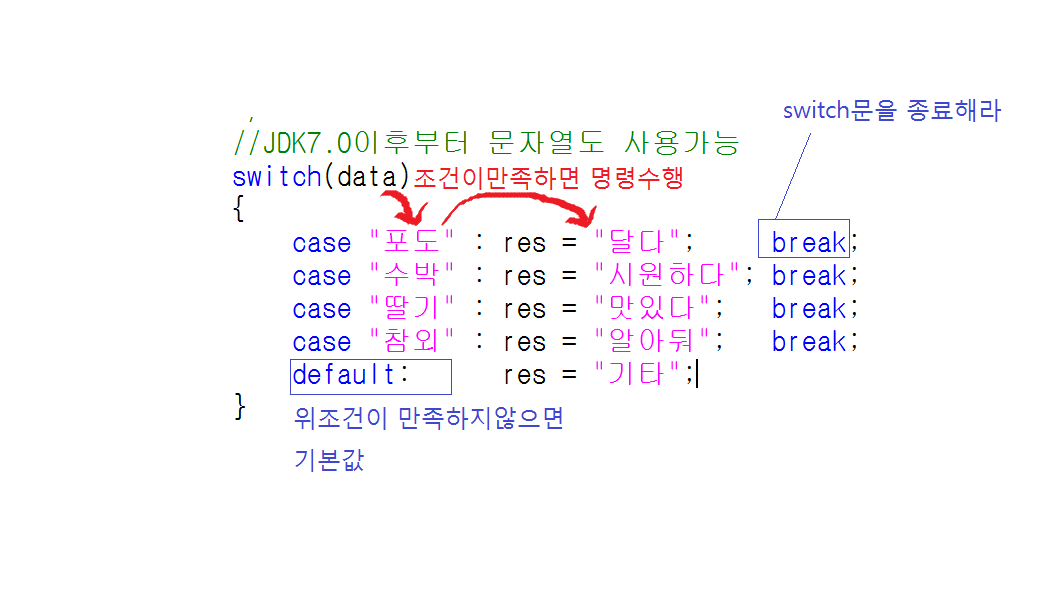 switch문을 종료해라
//JDK7.0이후부터 문자열도 사용가능
switch(data)조건이만족하면 명령수행
{
case "포도" : res = "달다"; break;
case "수박" : res = "시원하다"; break;
case "딸기" : res = "맛있다"; break;
case "참외" : res = "알아둬"; break;
default: res = "기타";
}
위조건이 만족하지않으면
기본값